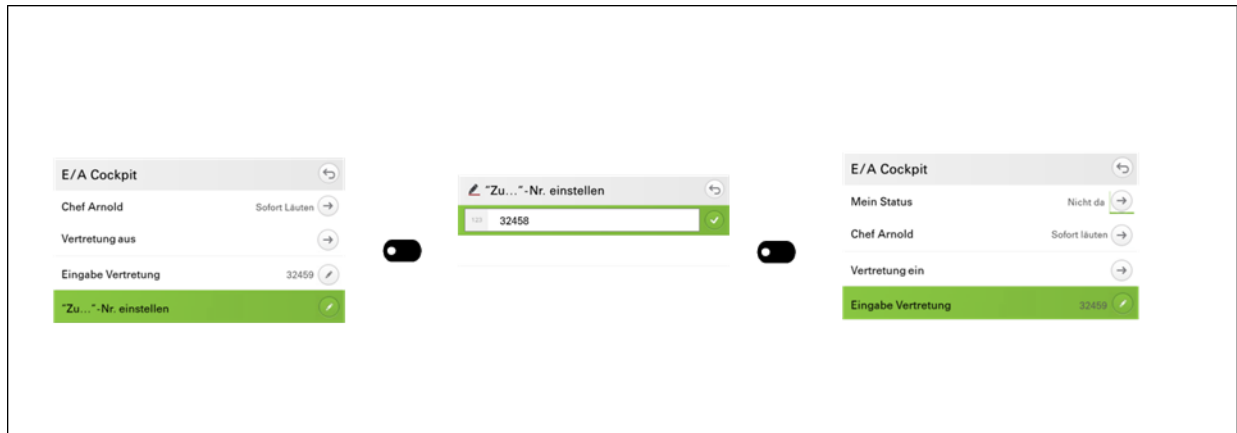 E/A Cockpit
Chef Arnold Sofort Läuten
Vertretung aus
Eingabe Vertretung 32459
"Zu..."-Nr. einstellen
"Zu..."-Nr. einstellen
123 32458
E/A Cockpit
Mein Status Nicht da
Chef Arnold Sofort läuten
Vertretung ein
Eingabe Vertretung 32459